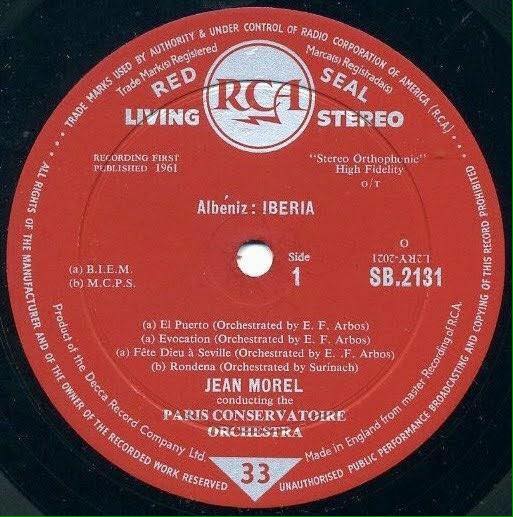 · · · TRADE MARKS USED BY AUTHORITY & UNDER CONTROL OF RADIO CORPORATION OF AMERICA (R.C.A.) · · ·
Trade Mark(s) Registered
Marca(s) Registrada(s)
RED SEAL
RCA
LIVING STEREO
RECORDING FIRST
PUBLISHED 1961
"Stereo Orthophonic"
High Fidelity
O/T
Albéniz : IBERIA
O
L2RY-2021
Side
1
SB.2131
(a) B.I.E.M.
(b) M.C.P.S.
(a) El Puerto (Orchestrated by E. F. Arbos)
(a) Evocation (Orchestrated by E. F. Arbos)
(a) Fête Dieu à Seville (Orchestrated by E. .F. Arbos)
(b) Rondena (Orchestrated by Surinach)
JEAN MOREL
conducting the
PARIS CONSERVATOIRE
ORCHESTRA
Product of the Decca Record Company Ltd
Made in England from master Recording of R.C.A.
33
ALL RIGHTS OF THE MANUFACTURER AND OF THE OWNER OF THE RECORDED WORK RESERVED
UNAUTHORISED PUBLIC PERFORMANCE BROADCASTING AND COPYING OF THIS RECORD PROHIBITED